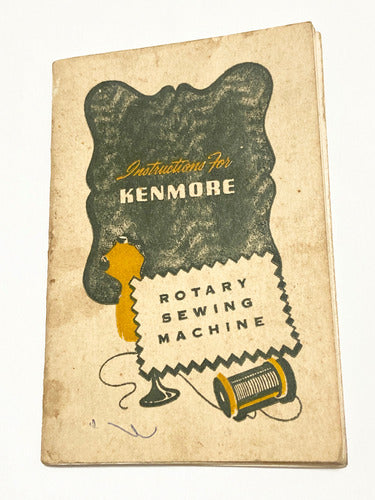 Instructions For
KENMORE
ROTARY
SEWING
MACHINE